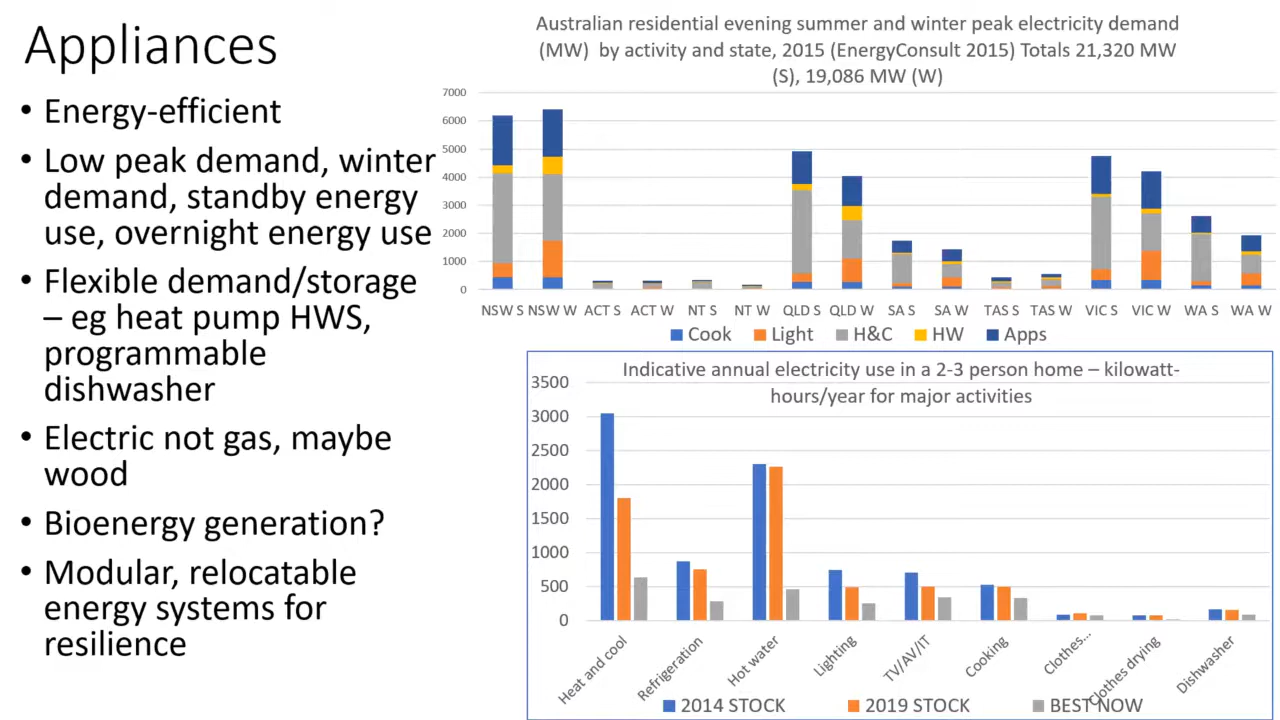 Appliances
• Energy-efficient
• Low peak demand, winter
demand, standby energy
use, overnight energy use
• Flexible demand/storage
– eg heat pump HWS,
programmable
dishwasher
• Electric not gas, maybe
wood
• Bioenergy generation?
• Modular, relocatable
energy systems for
resilience
Australian residential evening summer and winter peak electricity demand
(MW) by activity and state, 2015 (EnergyConsult 2015) Totals 21,320 MW
(S), 19,086 MW (W)
7000
6000
5000
4000
3000
2000
1000
0
NSW S NSW W ACT S ACT W NT S NT W QLD S QLD W SA S SA W TAS S TAS W VIC S VIC W WA S WA W
Cook Light H&C HW Apps
Indicative annual electricity use in a 2-3 person home – kilowatt-
hours/year for major activities
3500
3000
2500
2000
1500
1000
500
0
Heat and cool
Refrigeration
Hot water
Lighting
TV/AV/IT
Cooking
Clothes...
Clothes drying
Dishwasher
2014 STOCK 2019 STOCK BEST NOW